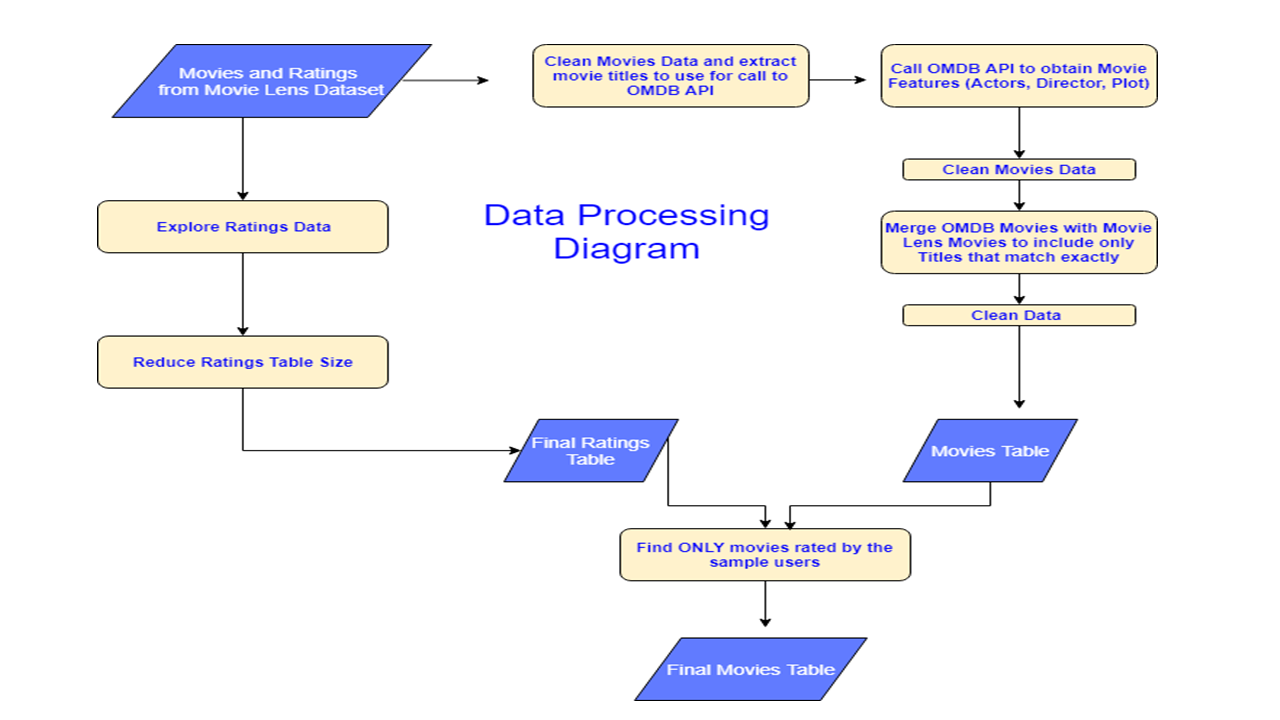 Movies and Ratings
from Movie Lens Dataset
Clean Movies Data and extract
movie titles to use for call to
OMDB API
Call OMDB API to obtain Movie
Features (Actors, Director, Plot)
Clean Movies Data
Explore Ratings Data
Data Processing
Diagram
Merge OMDB Movies with Movie
Lens Movies to include only
Titles that match exactly
Clean Data
Reduce Ratings Table Size
Final Ratings
Table
Movies Table
Find ONLY movies rated by the
sample users
Final Movies Table